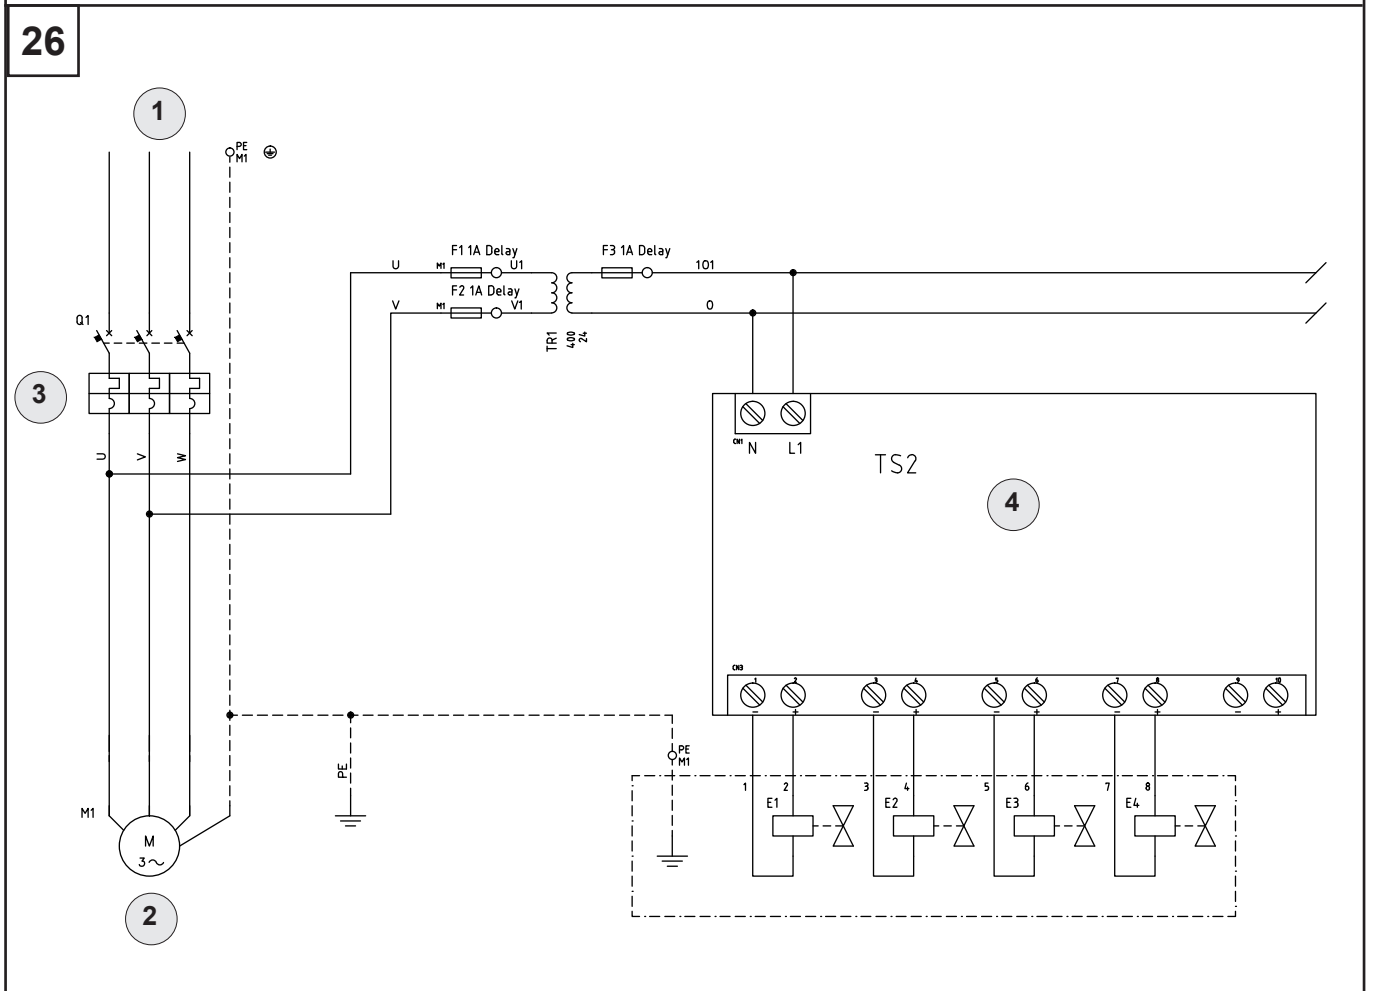 26
1
PE
M1
F1 1A Delay
F3 1A Delay
U
M1
U1
101
F2 1A Delay
V
M1
V1
0
Q1
TR1
400
24
3
CN1
N
L1
U
V
W
TS2
4
CN3
1 2 3 4 5 6 7 8 9 10
- + - + - + - + - +
PE
PE
M1
1 2 3 4 5 6 7 8
E1 E2 E3 E4
M1
M
3~
2